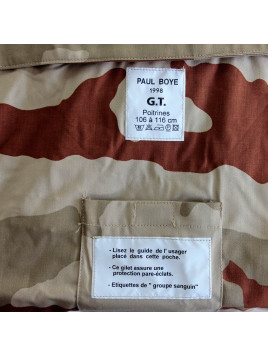 PAUL BOYE
1998
G.T.
Poitrines
106 à 116 cm
- Lisez le guide de l'usager
placé dans cette poche.
- Ce gilet assure une
protection pare-éclats.
- Etiquettes de " groupe sanguin"